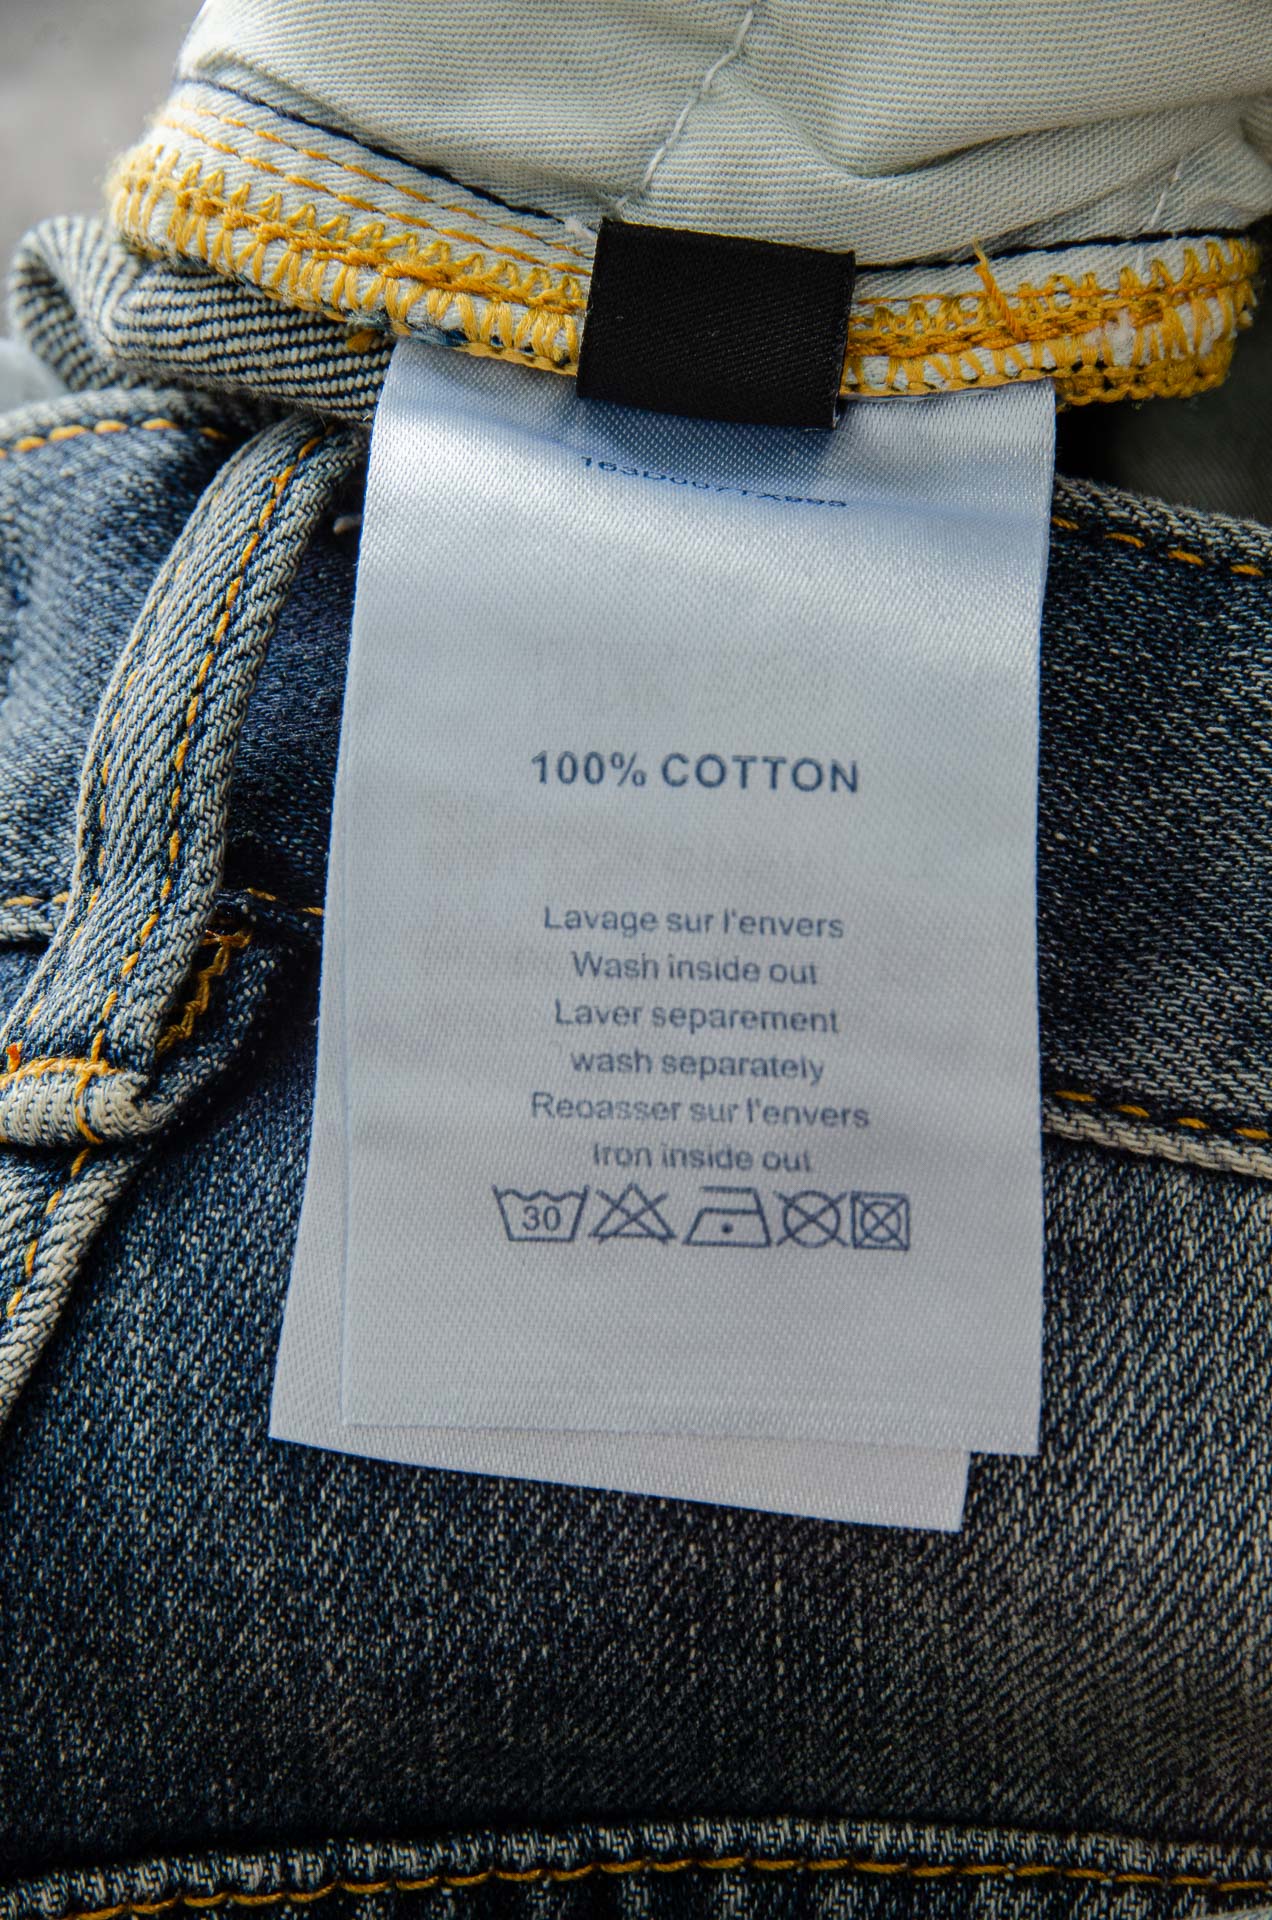 163D0071X995
100% COTTON
Lavage sur l'envers
Wash inside out
Laver separement
wash separately
Reoasser sur l'envers
Iron inside out
30